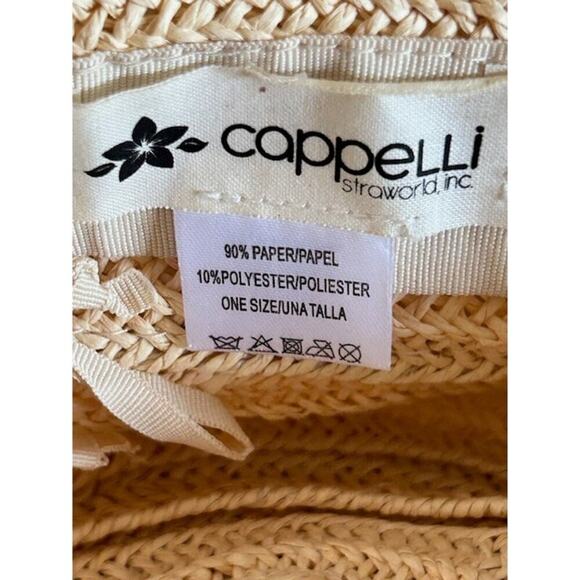 cappelli
straworld, inc.
90% PAPER/PAPEL
10%POLYESTER/POLIESTER
ONE SIZE/UNA TALLA